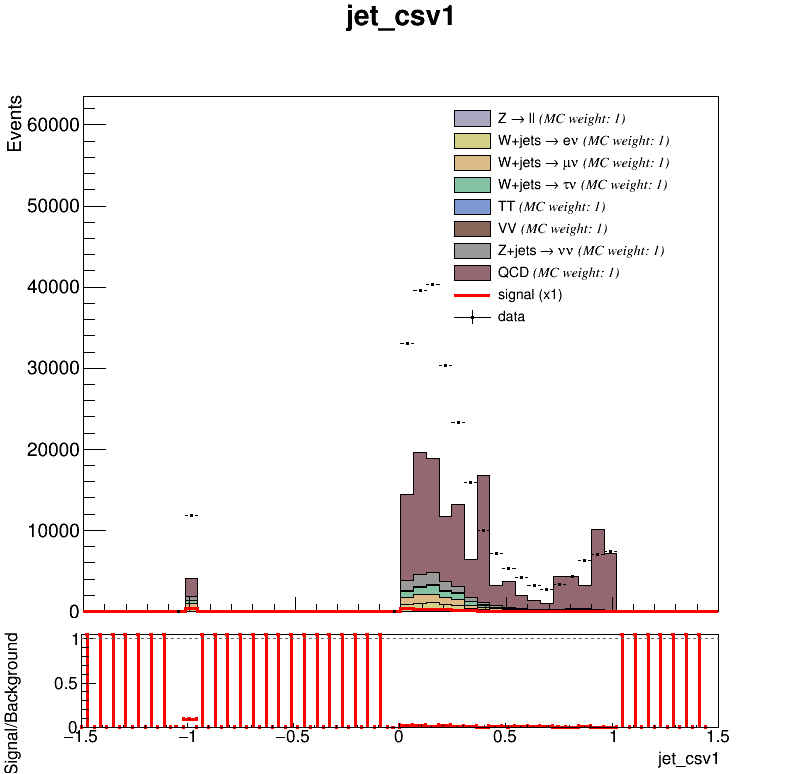 jet_csv1
Events
60000
50000
40000
30000
20000
10000
0
Z → ll (MC weight: 1)
W+jets → eν (MC weight: 1)
W+jets → μν (MC weight: 1)
W+jets → τν (MC weight: 1)
TT (MC weight: 1)
VV (MC weight: 1)
Z+jets → νν (MC weight: 1)
QCD (MC weight: 1)
signal (x1)
data
Signal/Background
1
0.5
0
−1.5 −1 −0.5 0 0.5 1 1.5
jet_csv1